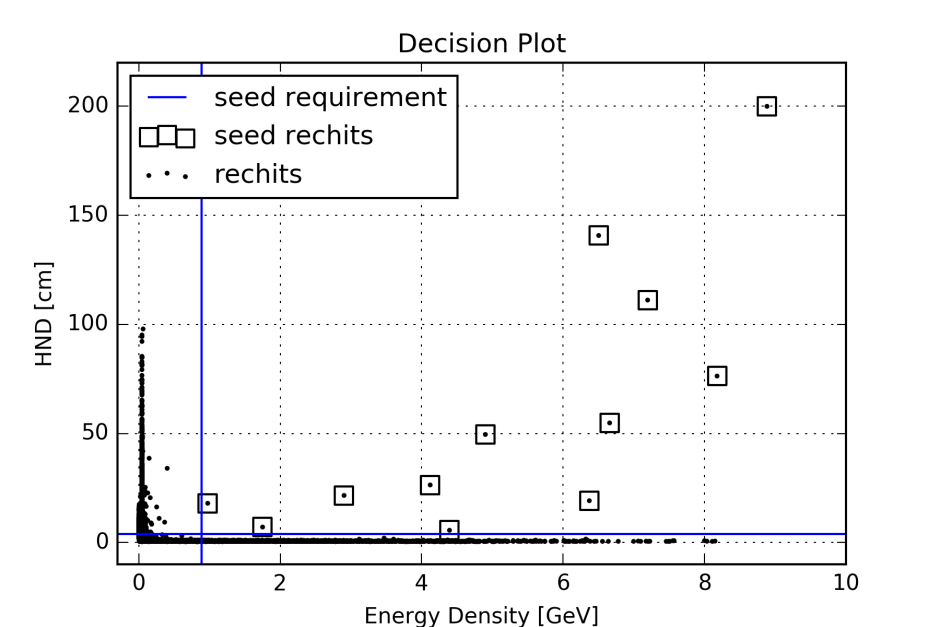 Decision Plot
seed requirement
seed rechits
rechits
200
150
100
50
0
HND [cm]
0 2 4 6 8 10
Energy Density [GeV]